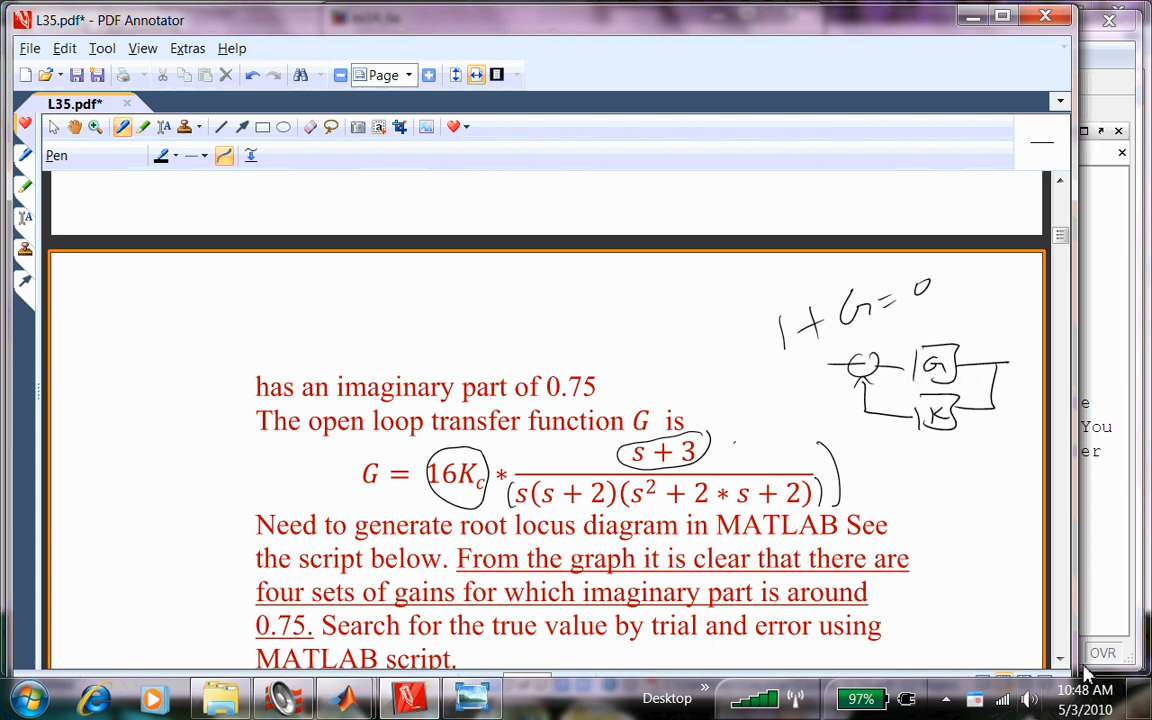 L35.pdf* - PDF Annotator
File Edit Tool View Extras Help
Page
L35.pdf*
Pen
1 + G = 0
G
K
has an imaginary part of 0.75
The open loop transfer function G is
G = 16K_c * (s + 3) / (s(s + 2)(s² + 2 * s + 2))
Need to generate root locus diagram in MATLAB See
the script below. From the graph it is clear that there are
four sets of gains for which imaginary part is around
0.75. Search for the true value by trial and error using
MATLAB script.
e
You
er
OVR
Desktop
97%
10:48 AM
5/3/2010